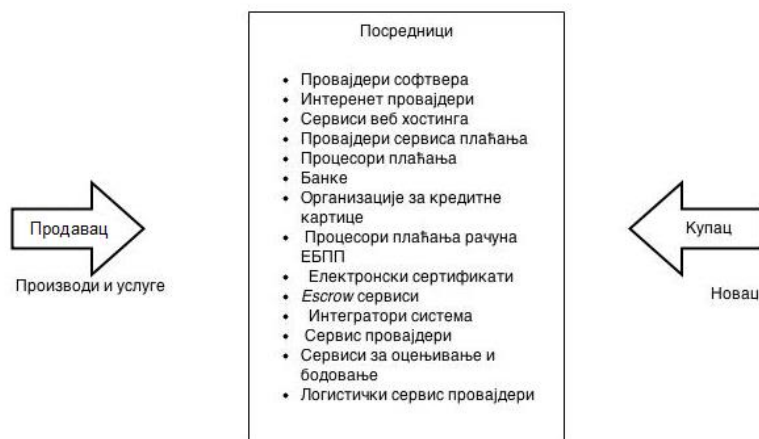 Посредници
Провајдери софтвера
Интеренет провајдери
Сервиси веб хостинга
Провајдери сервиса плаћања
Процесори плаћања
Банке
Организације за кредитне
картице
Процесори плаћања рачуна
ЕБПП
Електронски сертификати
Escrow сервиси
Интегратори система
Сервис провајдери
Сервиси за оцењивање и
бодовање
Логистички сервис провајдери
Продавац
Производи и услуге
Купац
Новац